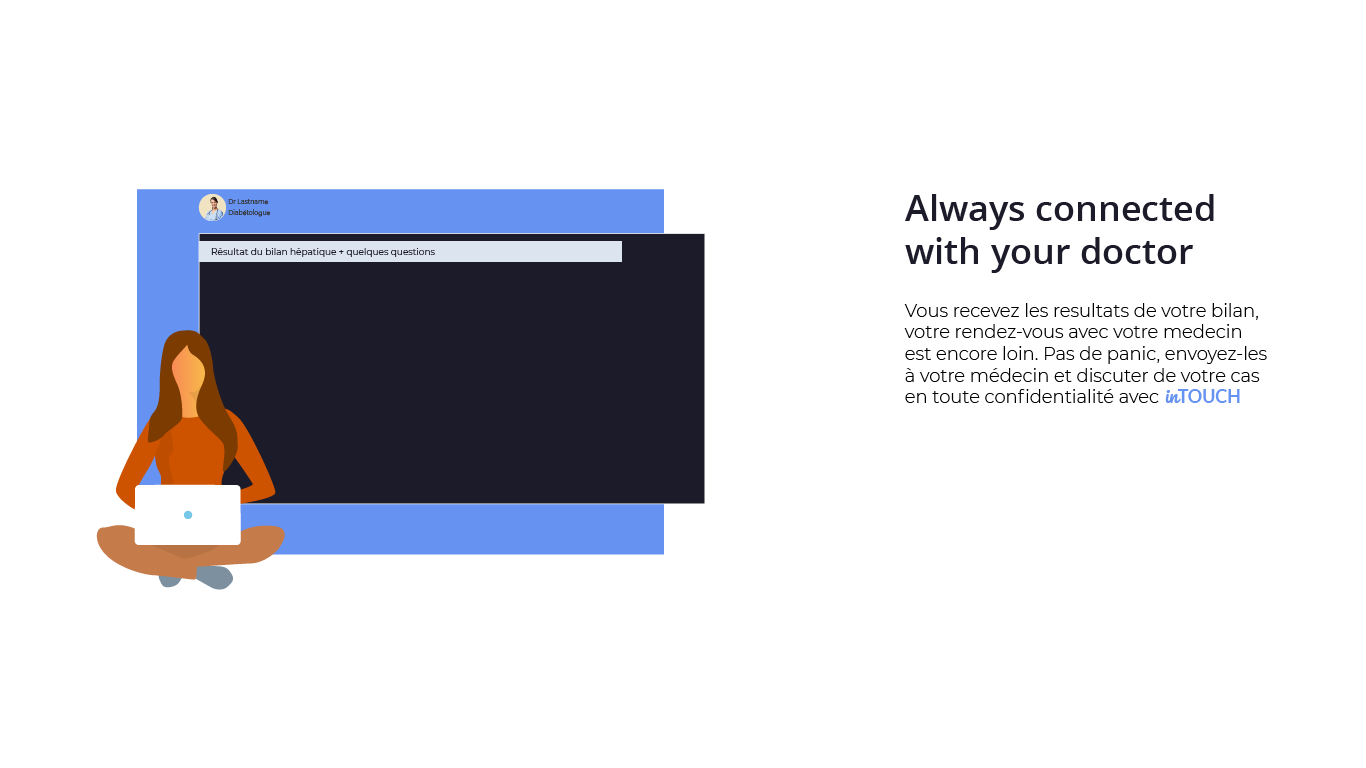 Dr Lastname
Diabétologue
Résultat du bilan hépatique + quelques questions
Always connected
with your doctor
Vous recevez les resultats de votre bilan,
votre rendez-vous avec votre medecin
est encore loin. Pas de panic, envoyez-les
à votre médecin et discuter de votre cas
en toute confidentialité avec inTOUCH